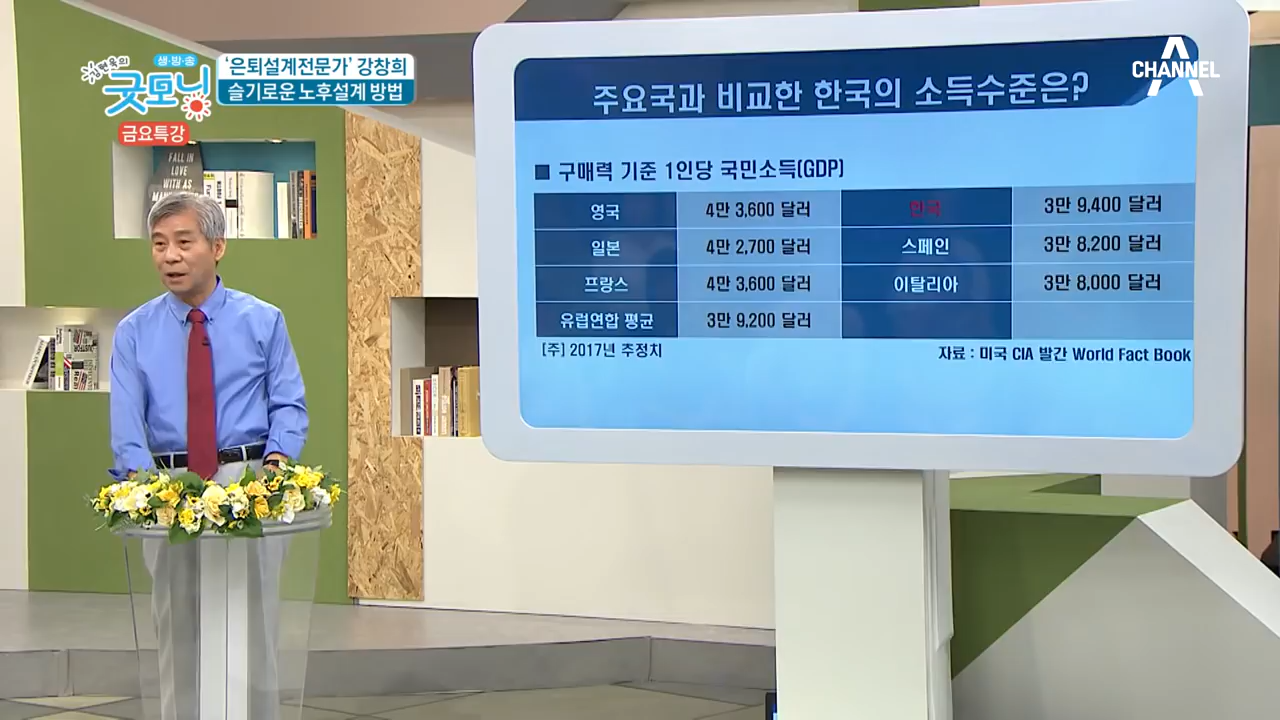 김현욱의
굿모닝
생·방·송
금요특강
'은퇴설계전문가' 강창희
슬기로운 노후설계 방법
CHANNEL A
FALL IN
LOVE
WITH AS
주요국과 비교한 한국의 소득수준은?
■ 구매력 기준 1인당 국민소득(GDP)
영국 4만 3,600 달러 한국 3만 9,400 달러
일본 4만 2,700 달러 스페인 3만 8,200 달러
프랑스 4만 3,600 달러 이탈리아 3만 8,000 달러
유럽연합 평균 3만 9,200 달러
(주) 2017년 추정치
자료 : 미국 CIA 발간 World Fact Book